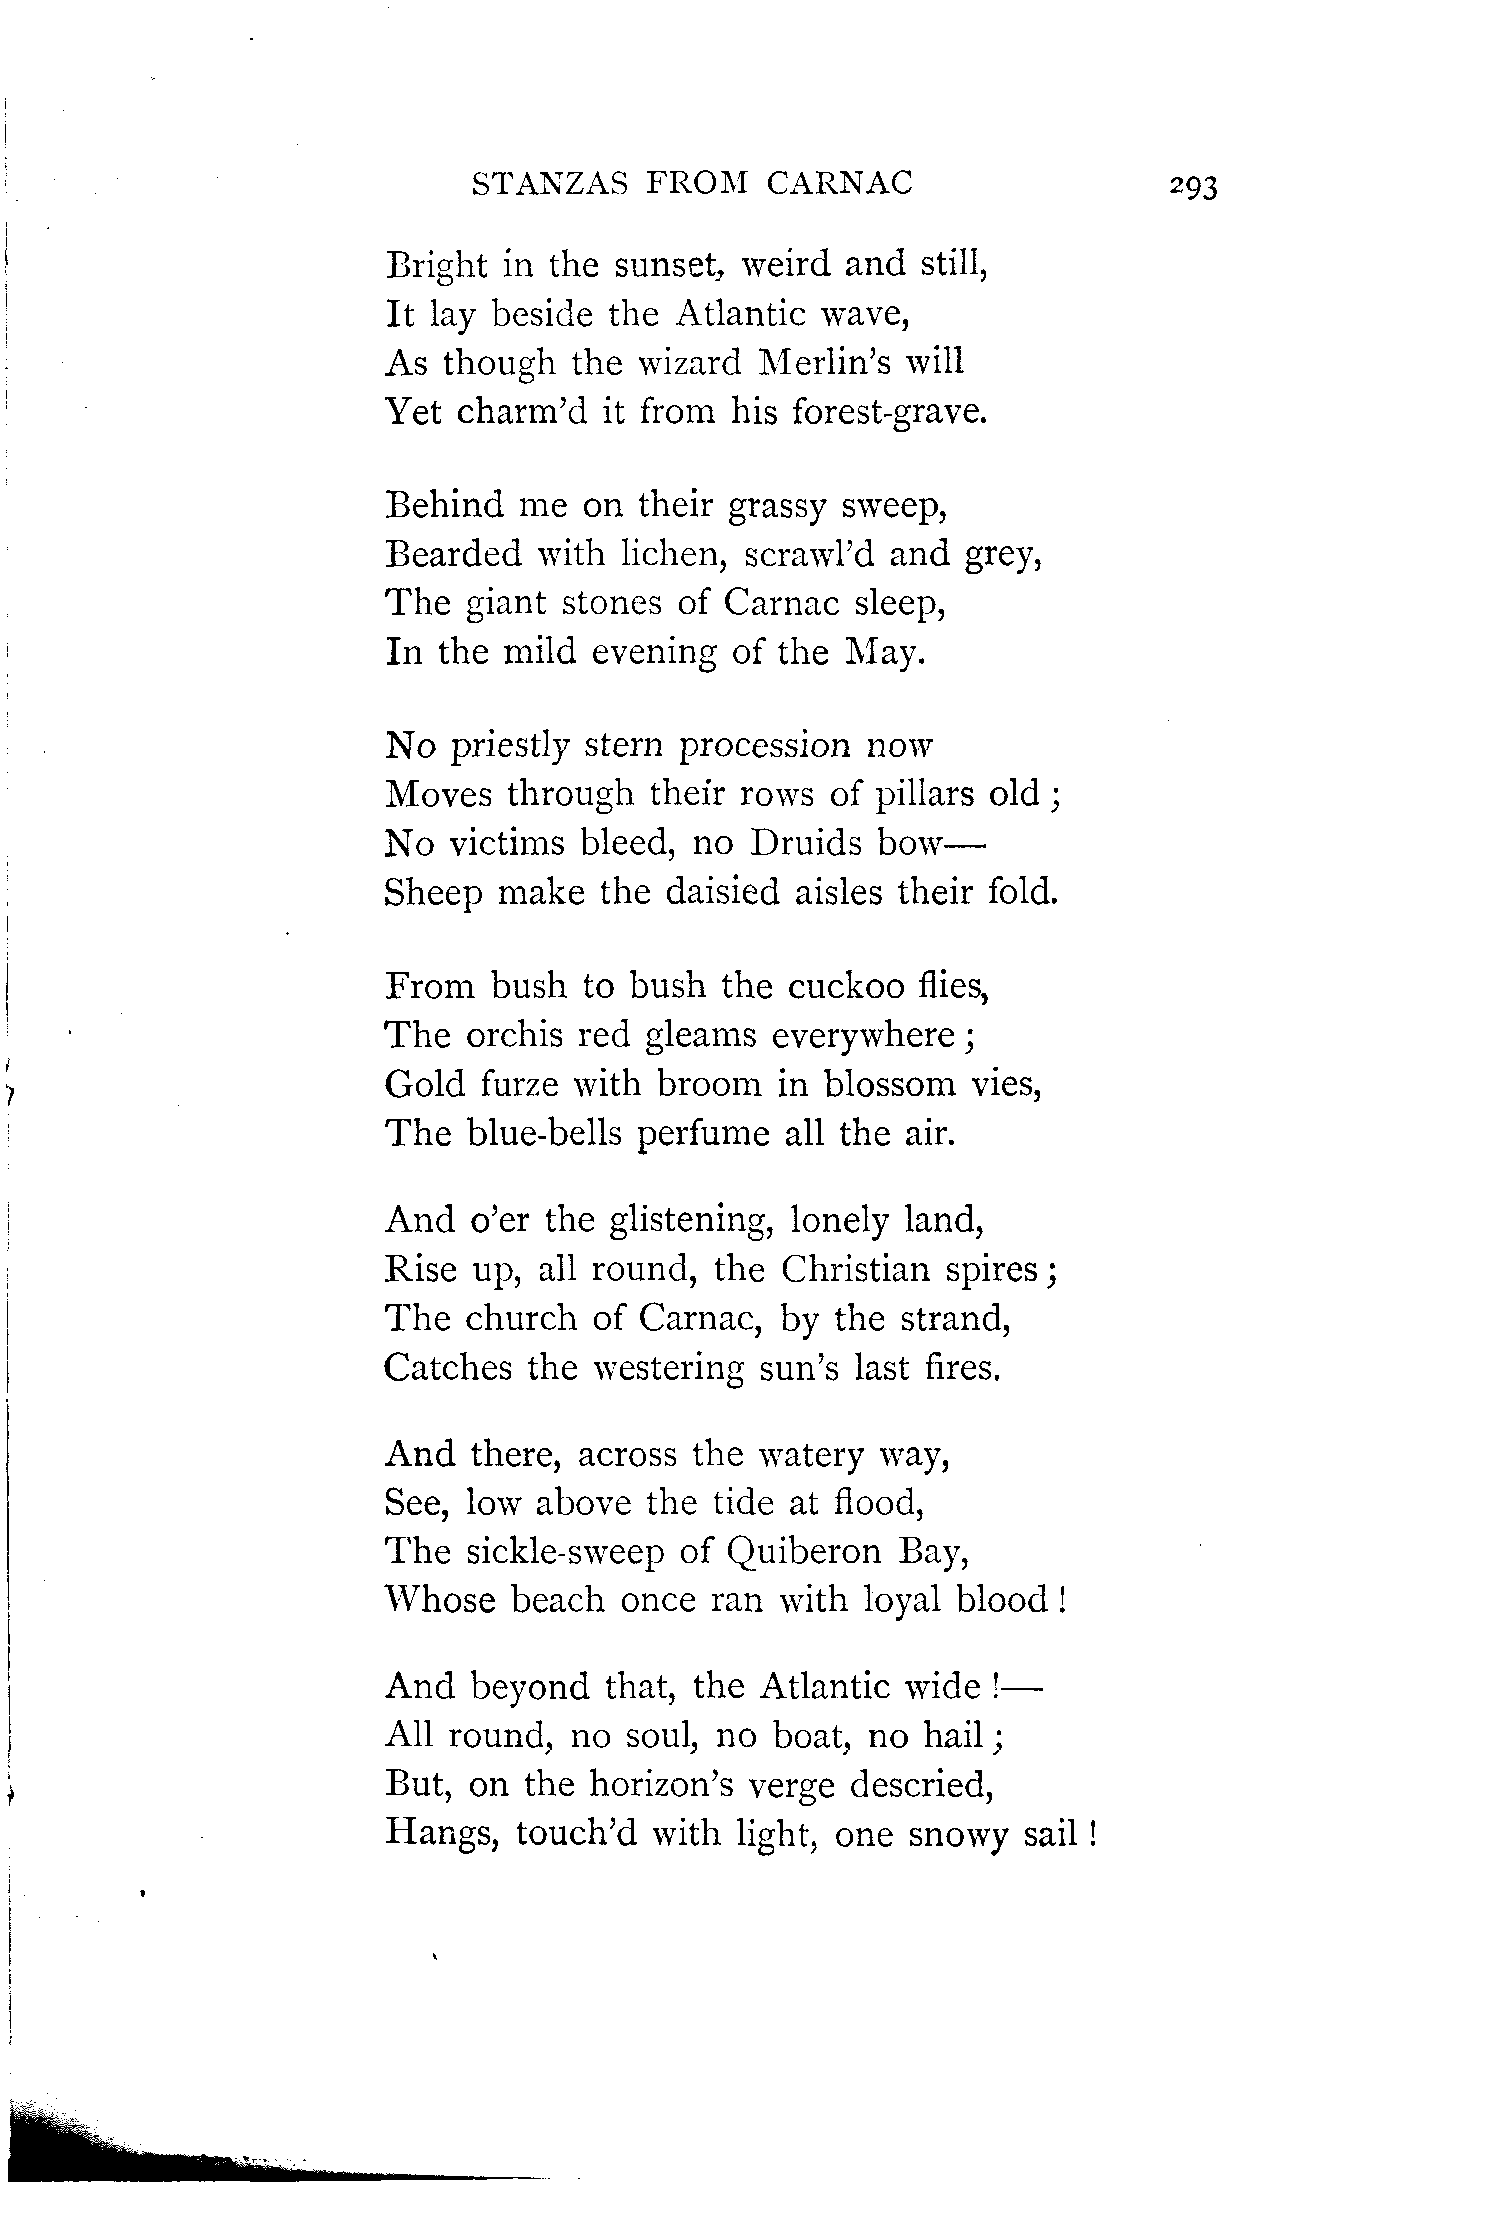 STANZAS FROM CARNAC 293
Bright in the sunset, weird and still,
It lay beside the Atlantic wave,
As though the wizard Merlin's will
Yet charm'd it from his forest-grave.
Behind me on their grassy sweep,
Bearded with lichen, scrawl'd and grey,
The giant stones of Carnac sleep,
In the mild evening of the May.
No priestly stern procession now
Moves through their rows of pillars old ;
No victims bleed, no Druids bow—
Sheep make the daisied aisles their fold.
From bush to bush the cuckoo flies,
The orchis red gleams everywhere ;
Gold furze with broom in blossom vies,
The blue-bells perfume all the air.
And o'er the glistening, lonely land,
Rise up, all round, the Christian spires ;
The church of Carnac, by the strand,
Catches the westering sun's last fires.
And there, across the watery way,
See, low above the tide at flood,
The sickle-sweep of Quiberon Bay,
Whose beach once ran with loyal blood !
And beyond that, the Atlantic wide !—
All round, no soul, no boat, no hail ;
But, on the horizon's verge descried,
Hangs, touch'd with light, one snowy sail !